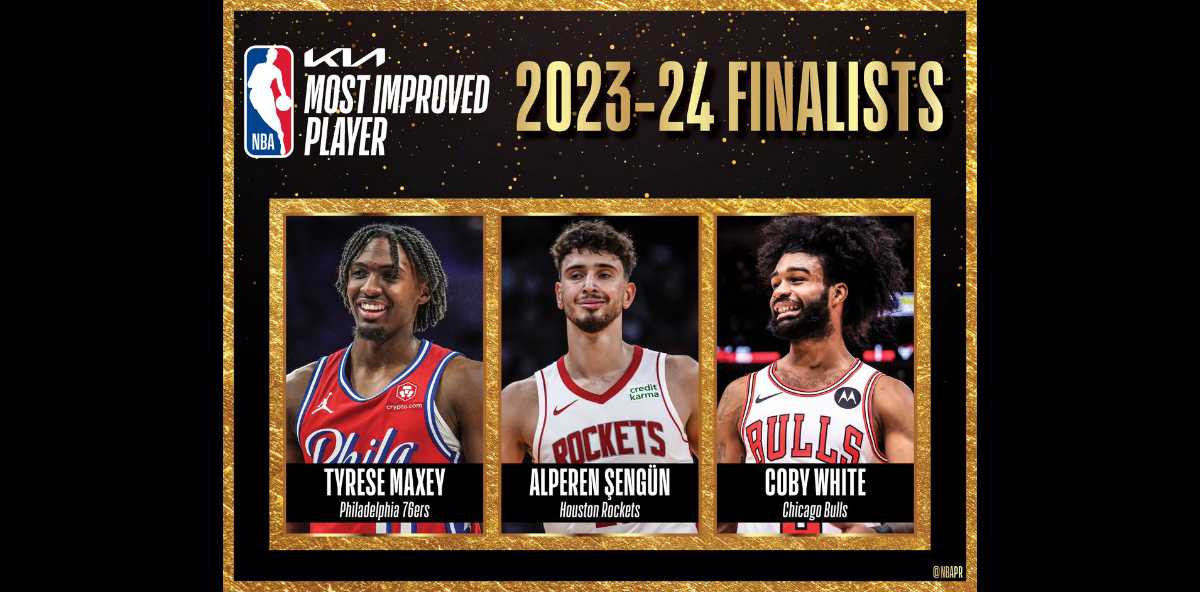 KIA
MOST IMPROVED
PLAYER
NBA
2023-24 FINALISTS
crypto.com
Phila
TYRESE MAXEY
Philadelphia 76ers
credit
karma
ROCKETS
ALPEREN ŞENGÜN
Houston Rockets
BULLS
COBY WHITE
Chicago Bulls
@NBAPR